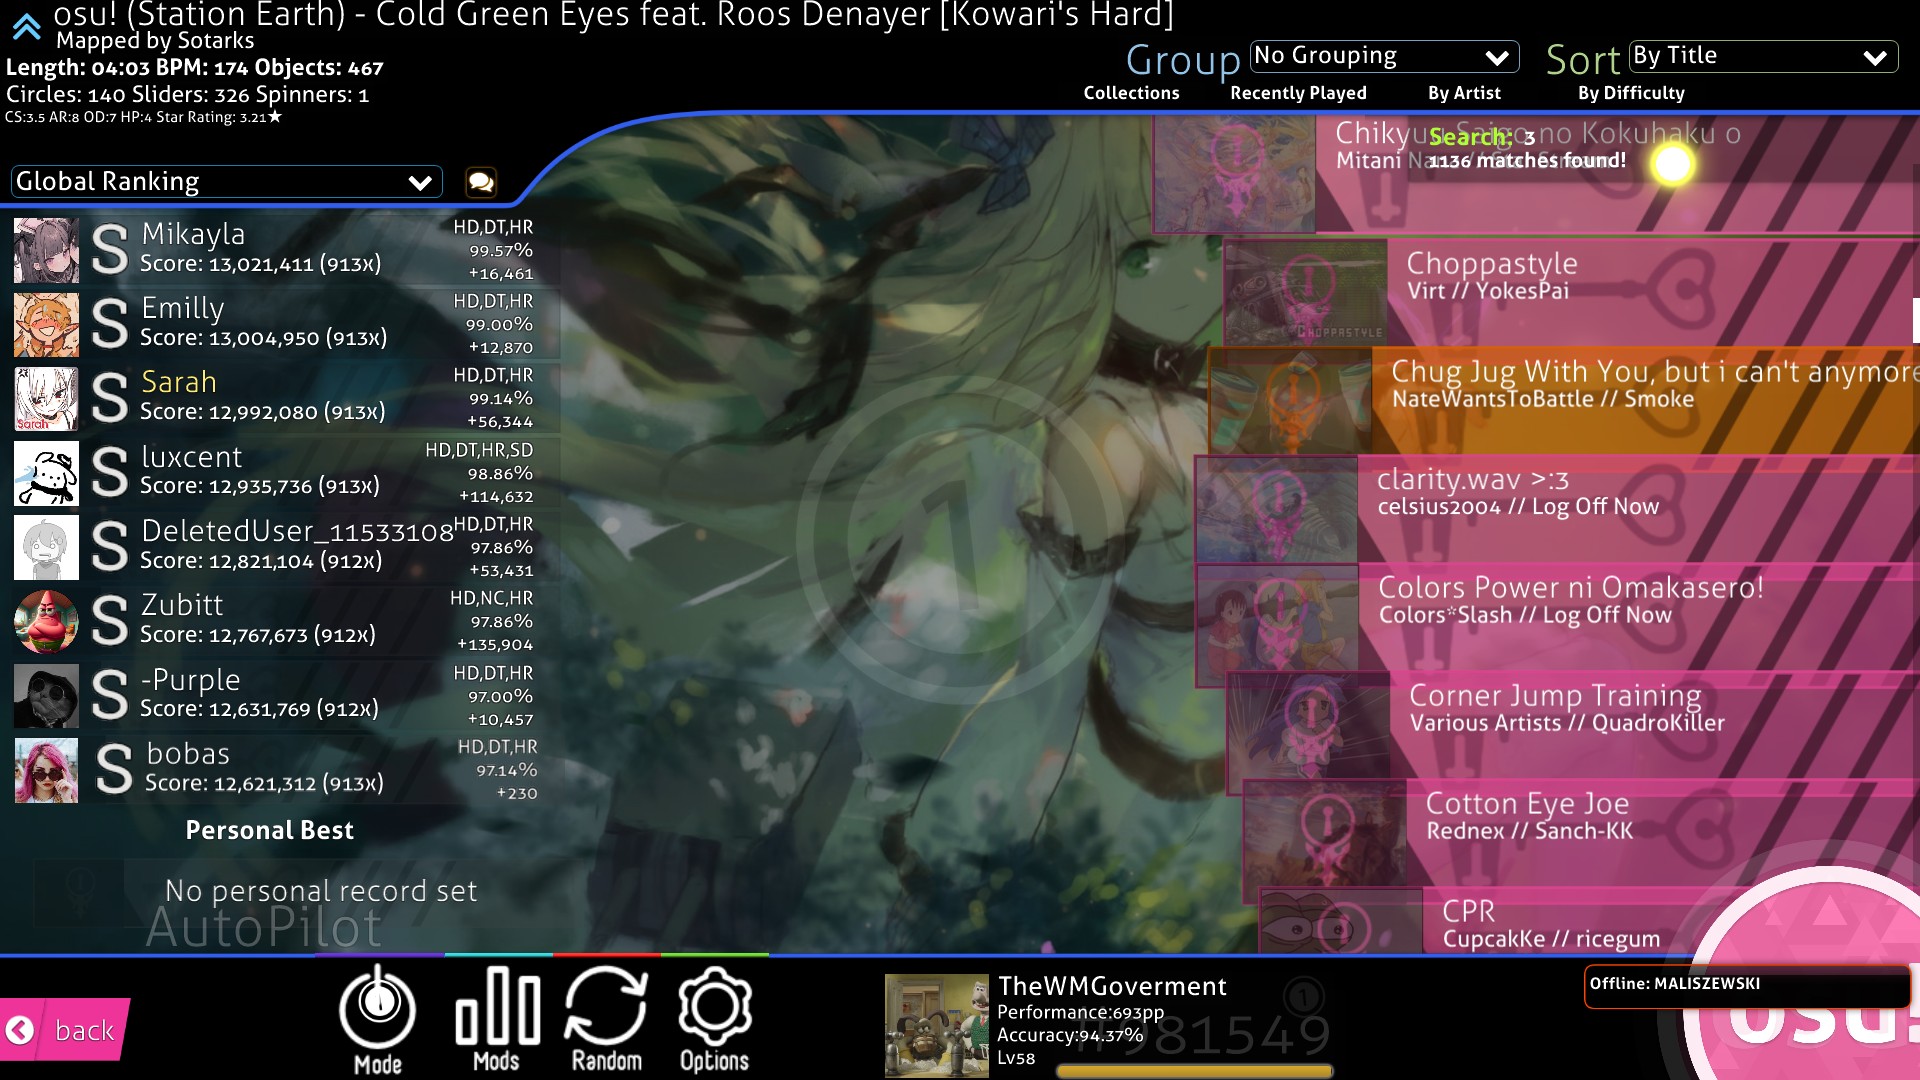 osu! (Station Earth) - Cold Green Eyes feat. Roos Denayer [Kowari's Hard]
Mapped by Sotarks
Length: 04:03 BPM: 174 Objects: 467
Circles: 140 Sliders: 326 Spinners: 1
CS:3.5 AR:8 OD:7 HP:4 Star Rating: 3.21★
Group No Grouping
Sort By Title
Collections Recently Played By Artist By Difficulty
Global Ranking
Mikayla
Score: 13,021,411 (913x)
HD,DT,HR
99.57%
+16,461
Emilly
Score: 13,004,950 (913x)
HD,DT,HR
99.00%
+12,870
Sarah
Score: 12,992,080 (913x)
HD,DT,HR
99.14%
+56,344
Sarah
luxcent
Score: 12,935,736 (913x)
HD,DT,HR,SD
98.86%
+114,632
DeletedUser_11533108
Score: 12,821,104 (912x)
HD,DT,HR
97.86%
+53,431
Zubitt
Score: 12,767,673 (912x)
HD,NC,HR
97.86%
+135,904
-Purple
Score: 12,631,769 (912x)
HD,DT,HR
97.00%
+10,457
bobas
Score: 12,621,312 (913x)
HD,DT,HR
97.14%
+230
Personal Best
No personal record set
AutoPilot
Chikyuu Saigo no Kokuhaku o
Mitani
Search: 3
1136 matches found!
Choppastyle
Virt // YokesPai
CHOPPASTYLE
Chug Jug With You, but i can't anymore
NateWantsToBattle // Smoke
clarity.wav >:3
celsius2004 // Log Off Now
Colors Power ni Omakasero!
Colors*Slash // Log Off Now
Corner Jump Training
Various Artists // QuadroKiller
Cotton Eye Joe
Rednex // Sanch-KK
CPR
CupcakKe // ricegum
back
Mode
Mods
Random
Options
TheWMGoverment
Performance:693pp
Accuracy:94.37%
Lv58
#981549
Offline: MALISZEWSKI
osu!